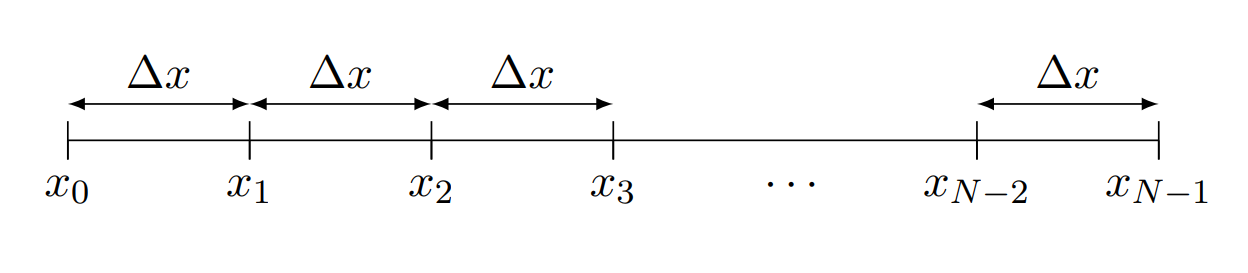 Δx Δx Δx Δx
x₀ x₁ x₂ x₃ ⋯ x_{N−2} x_{N−1}